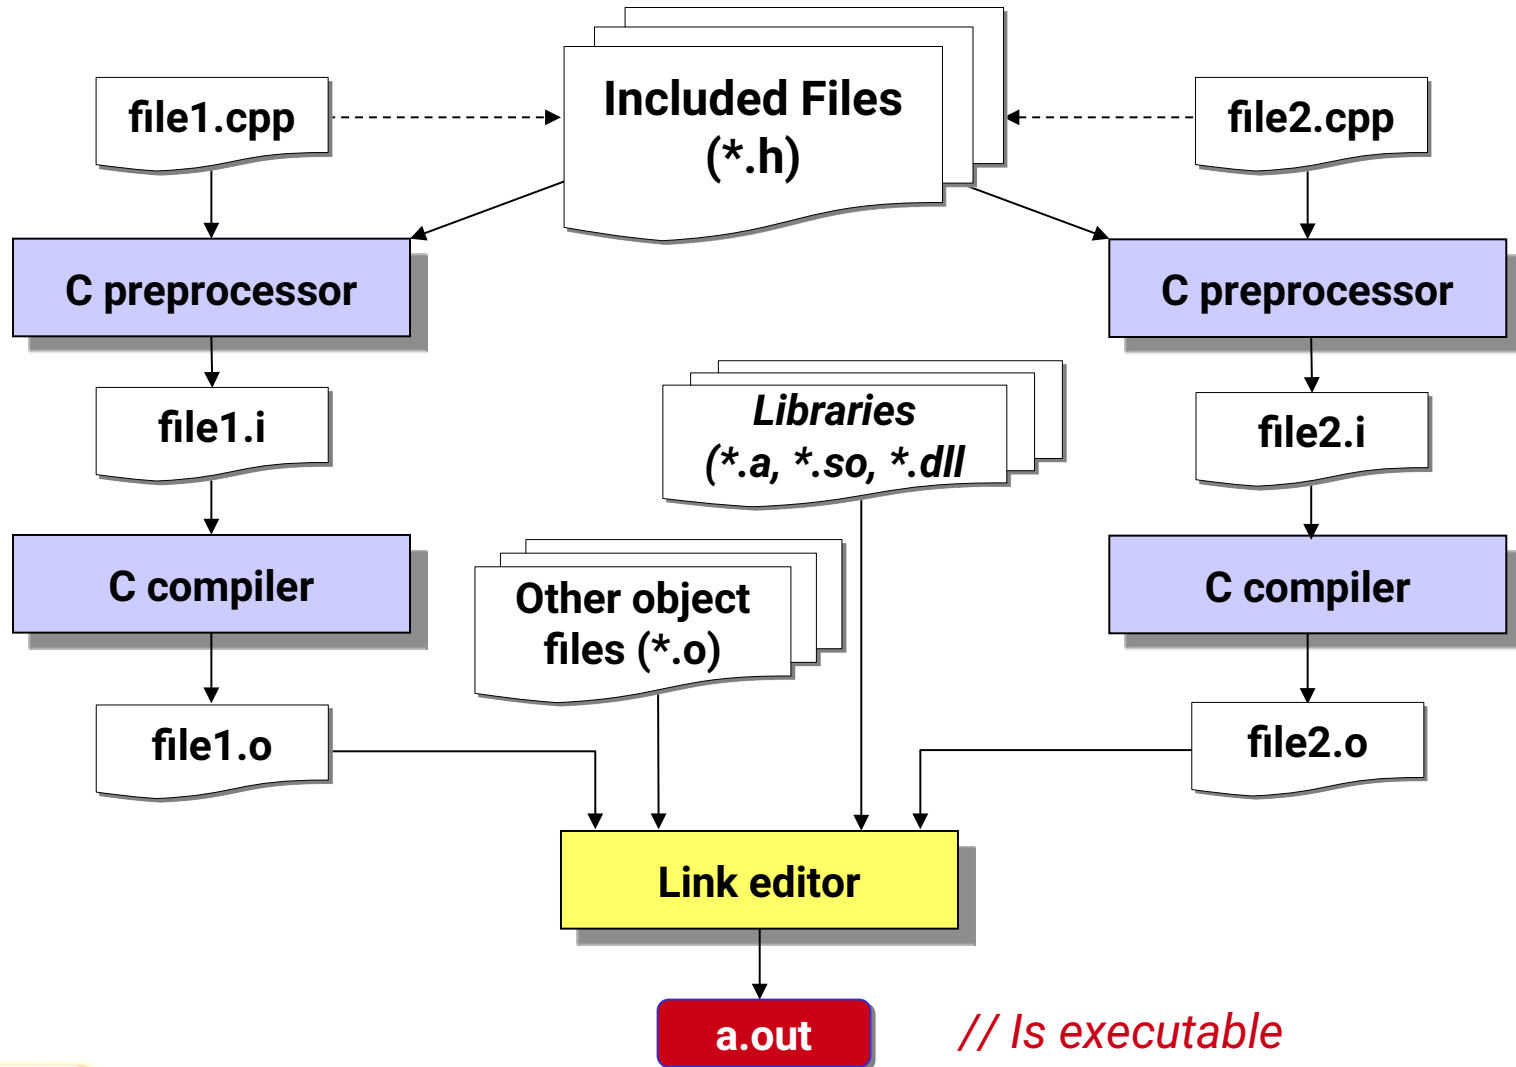 Included Files
(*.h)
file1.cpp
file2.cpp
C preprocessor
C preprocessor
file1.i
Libraries
(*.a, *.so, *.dll
file2.i
C compiler
Other object
files (*.o)
C compiler
file1.o
file2.o
Link editor
a.out
// Is executable